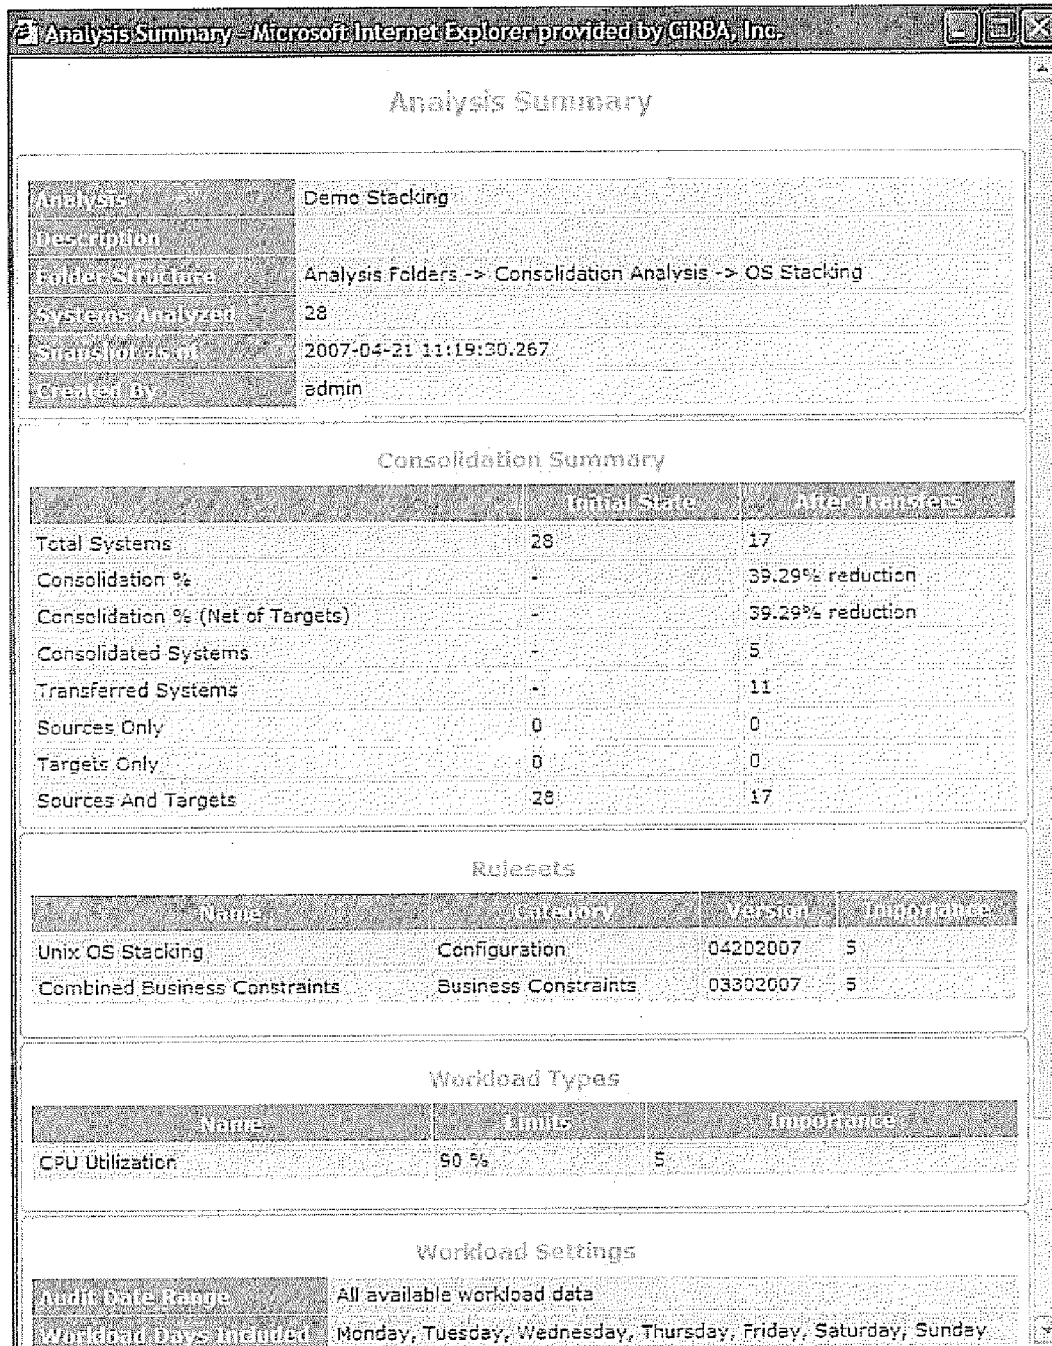 Analysis Summary - Microsoft Internet Explorer provided by CiRBA, Inc.
Analysis Summary
Analysis Demo Stacking
Description
Folder Structure Analysis Folders -> Consolidation Analysis -> OS Stacking
Systems Analyzed 28
Snapshot as of 2007-04-21 11:19:30.267
Created By admin
Consolidation Summary
Initial State After Transfers
Total Systems 28 17
Consolidation % - 39.29% reduction
Consolidation % (Net of Targets) - 39.29% reduction
Consolidated Systems - 5
Transferred Systems - 11
Sources Only 0 0
Targets Only 0 0
Sources And Targets 28 17
Rulesets
Name Category Version Importance
Unix OS Stacking Configuration 04202007 5
Combined Business Constraints Business Constraints 03302007 5
Workload Types
Name Limits Importance
CPU Utilization 90 % 5
Workload Settings
Audit Date Range All available workload data
Workload Days Included Monday, Tuesday, Wednesday, Thursday, Friday, Saturday, Sunday